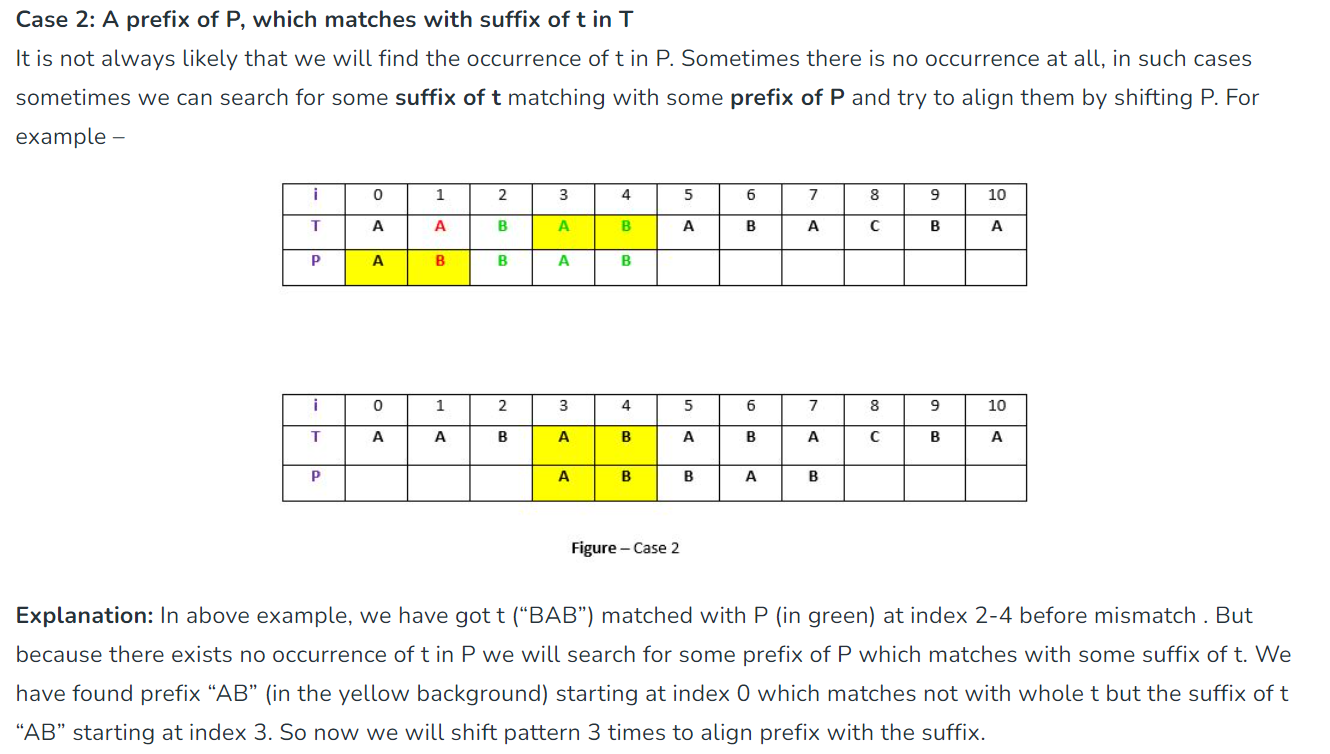 Case 2: A prefix of P, which matches with suffix of t in T
It is not always likely that we will find the occurrence of t in P. Sometimes there is no occurrence at all, in such cases
sometimes we can search for some suffix of t matching with some prefix of P and try to align them by shifting P. For
example –
i 0 1 2 3 4 5 6 7 8 9 10
T A A B A B A B A C B A
P A B B A B
i 0 1 2 3 4 5 6 7 8 9 10
T A A B A B A B A C B A
P A B B A B
Figure – Case 2
Explanation: In above example, we have got t (“BAB”) matched with P (in green) at index 2-4 before mismatch . But
because there exists no occurrence of t in P we will search for some prefix of P which matches with some suffix of t. We
have found prefix “AB” (in the yellow background) starting at index 0 which matches not with whole t but the suffix of t
“AB” starting at index 3. So now we will shift pattern 3 times to align prefix with the suffix.